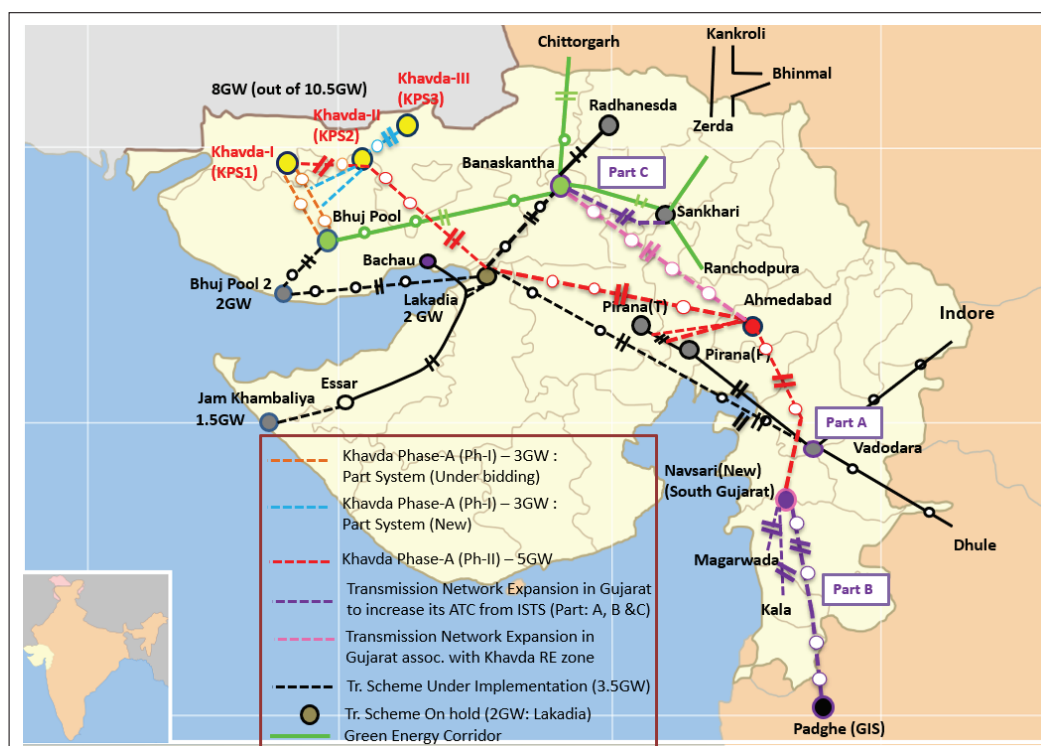 Kankroli
Chittorgarh
Khavda-III
(KPS3)
Bhinmal
8GW (out of 10.5GW)
Radhanesda
Khavda-II
(KPS2)
Zerda
Khavda-I
(KPS1)
Banaskantha
Part C
Bhuj Pool
Sankhari
Bachau
Ranchodpura
Bhuj Pool 2
2GW
Lakadia
2 GW
Ahmedabad
Pirana(T)
Indore
Pirana(P)
Essar
Jam Khambaliya
1.5GW
Part A
Vadodara
Navsari(New)
(South Gujarat)
Dhule
Magarwada
Kala
Part B
Padghe (GIS)
Khavda Phase-A (Ph-I) – 3GW :
Part System (Under bidding)
Khavda Phase-A (Ph-I) – 3GW :
Part System (New)
Khavda Phase-A (Ph-II) – 5GW
Transmission Network Expansion in Gujarat
to increase its ATC from ISTS (Part: A, B &C)
Transmission Network Expansion in
Gujarat assoc. with Khavda RE zone
Tr. Scheme Under Implementation (3.5GW)
Tr. Scheme On hold (2GW: Lakadia)
Green Energy Corridor